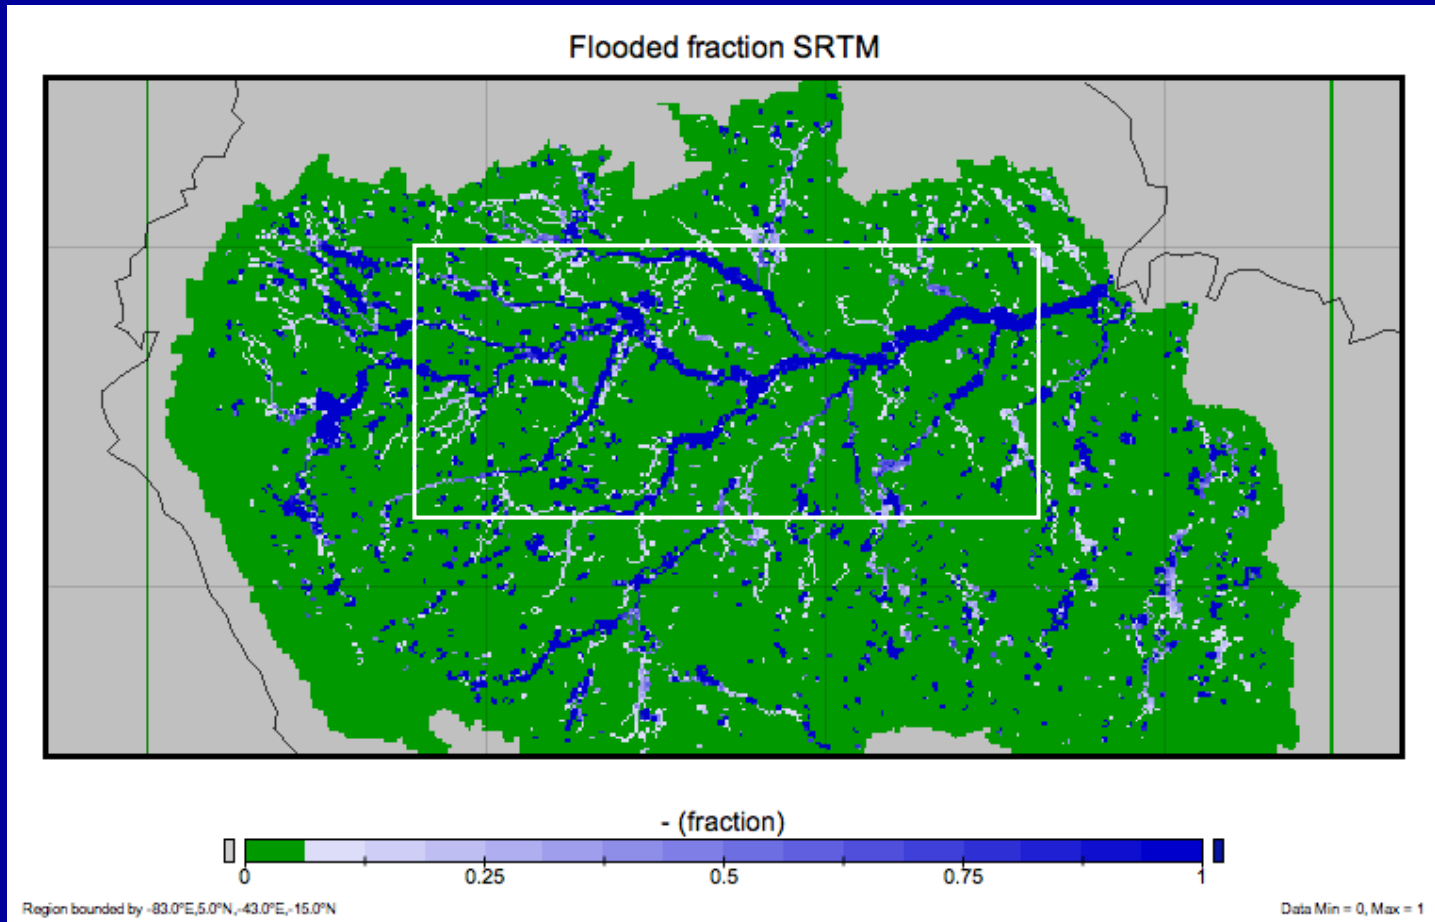 Flooded fraction SRTM
- (fraction)
0 0.25 0.5 0.75 1
Region bounded by -83.0°E,5.0°N,-43.0°E,-15.0°N Data Min = 0, Max = 1